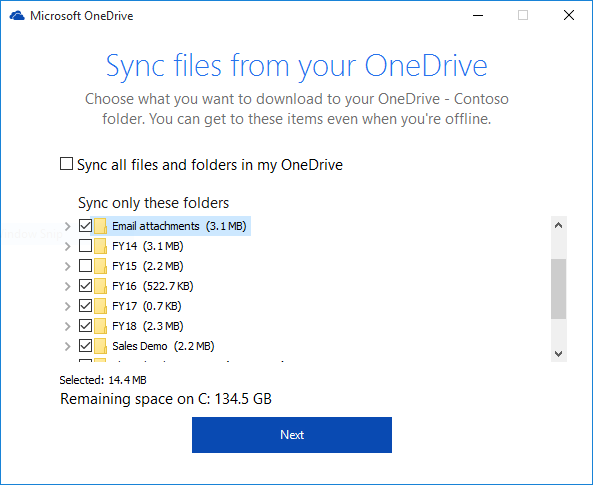 Microsoft OneDrive
Sync files from your OneDrive
Choose what you want to download to your OneDrive - Contoso
folder. You can get to these items even when you're offline.
Sync all files and folders in my OneDrive
Sync only these folders
Email attachments (3.1 MB)
FY14 (3.1 MB)
FY15 (2.2 MB)
FY16 (522.7 KB)
FY17 (0.7 KB)
FY18 (2.3 MB)
Sales Demo (2.2 MB)
Selected: 14.4 MB
Remaining space on C: 134.5 GB
Next